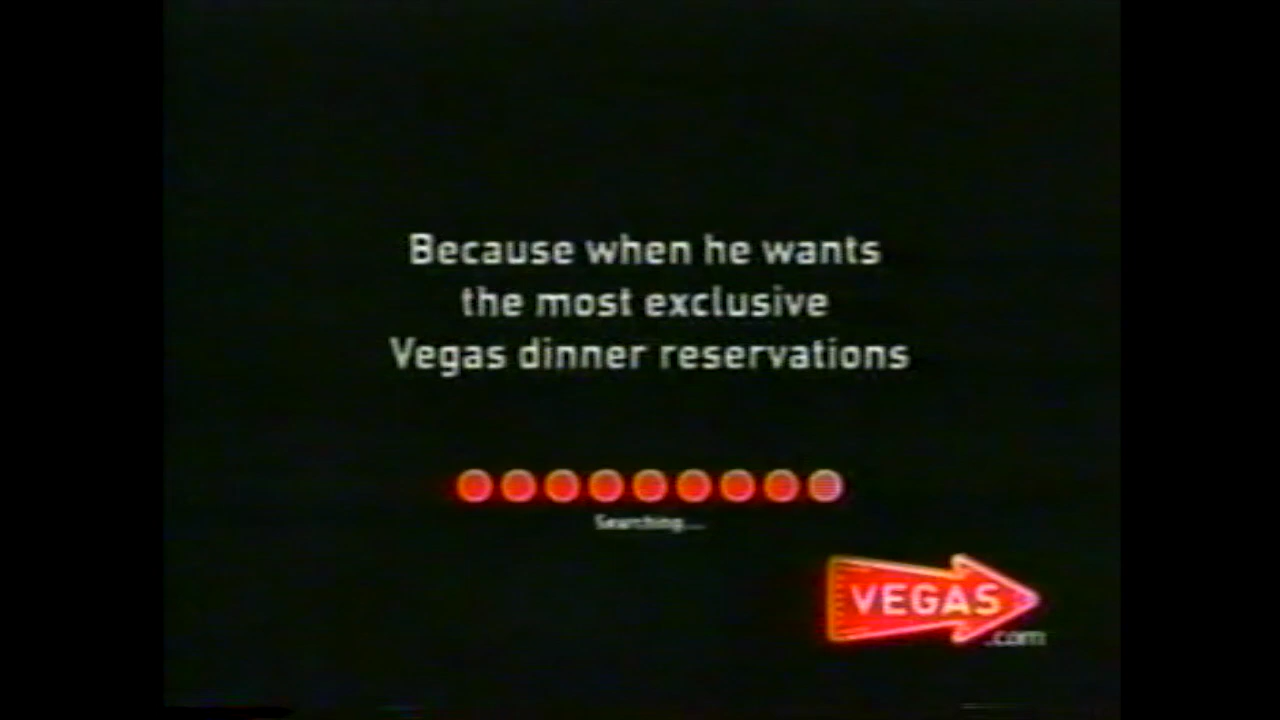 Because when he wants
the most exclusive
Vegas dinner reservations
Searching...
VEGAS
.com